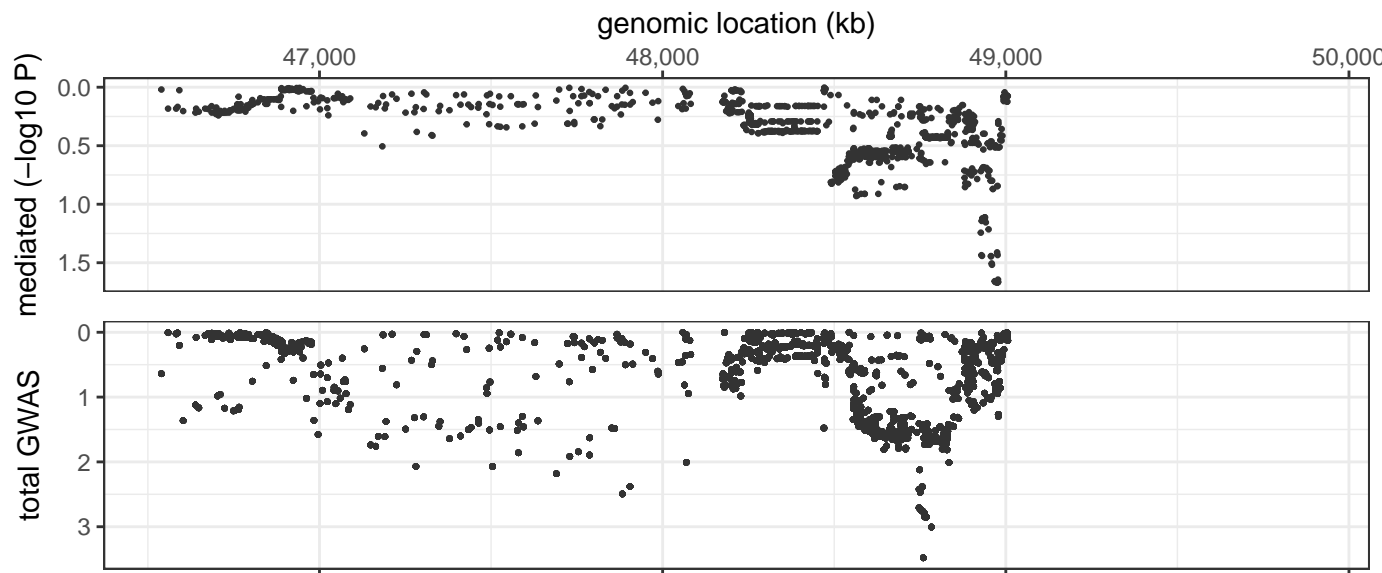 genomic location (kb)
47,000 48,000 49,000 50,000
mediated (−log10 P)
0.0
0.5
1.0
1.5
total GWAS
0
1
2
3